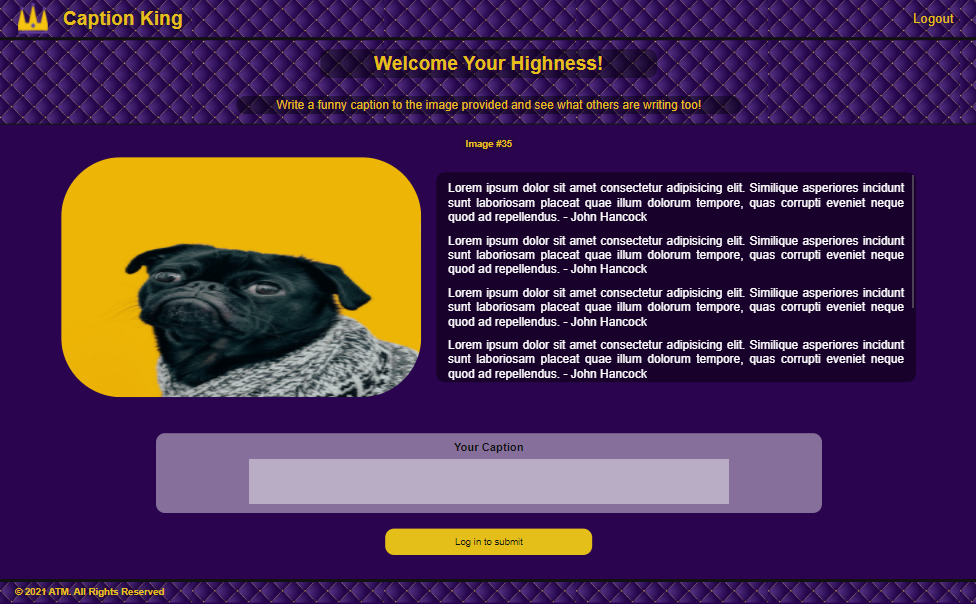 Caption King
Logout
Welcome Your Highness!
Write a funny caption to the image provided and see what others are writing too!
Image #35
Lorem ipsum dolor sit amet consectetur adipisicing elit. Similique asperiores incidunt
sunt laboriosam placeat quae illum dolorum tempore, quas corrupti eveniet neque
quod ad repellendus. - John Hancock
Lorem ipsum dolor sit amet consectetur adipisicing elit. Similique asperiores incidunt
sunt laboriosam placeat quae illum dolorum tempore, quas corrupti eveniet neque
quod ad repellendus. - John Hancock
Lorem ipsum dolor sit amet consectetur adipisicing elit. Similique asperiores incidunt
sunt laboriosam placeat quae illum dolorum tempore, quas corrupti eveniet neque
quod ad repellendus. - John Hancock
Lorem ipsum dolor sit amet consectetur adipisicing elit. Similique asperiores incidunt
sunt laboriosam placeat quae illum dolorum tempore, quas corrupti eveniet neque
quod ad repellendus. - John Hancock
Your Caption
Log in to submit
© 2021 ATM. All Rights Reserved